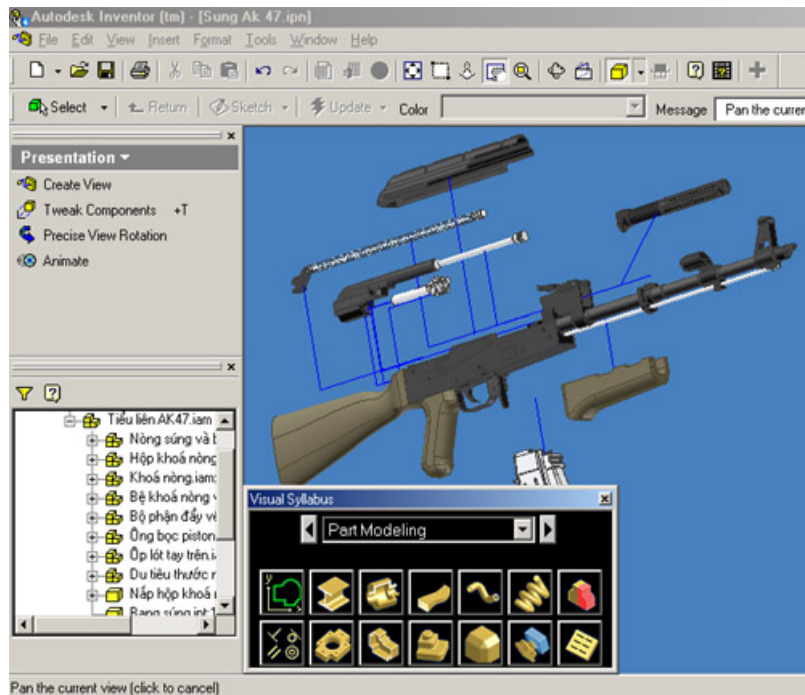 Autodesk Inventor (tm) - [Sung Ak 47.ipn]
File Edit View Insert Format Tools Window Help
Select Return Sketch Update Color Message Pan the curren
Presentation
Create View
Tweak Components +T
Precise View Rotation
Animate
Tiểu liên AK47.iam
Nòng súng và b
Hộp khoá nòng
Khoá nòng.iam:
Bệ khoá nòng v
Bộ phận đẩy về
Ống bọc piston.
Ốp lót tay trên.i
Du tiêu thước r
Nắp hộp khoá
Visual Syllabus
Part Modeling
Pan the current view (click to cancel)